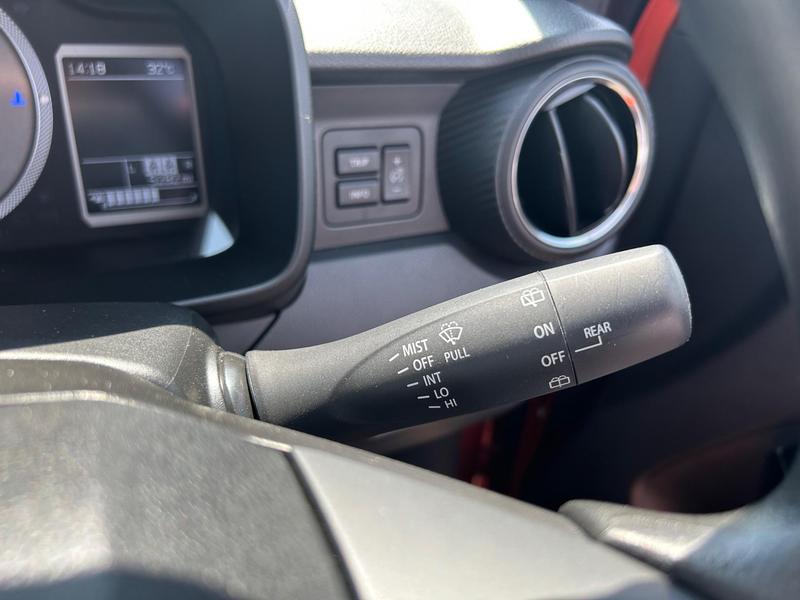 14:18 32°C
TRIP
INFO
MIST
OFF PULL
INT
LO
HI
ON
OFF
REAR